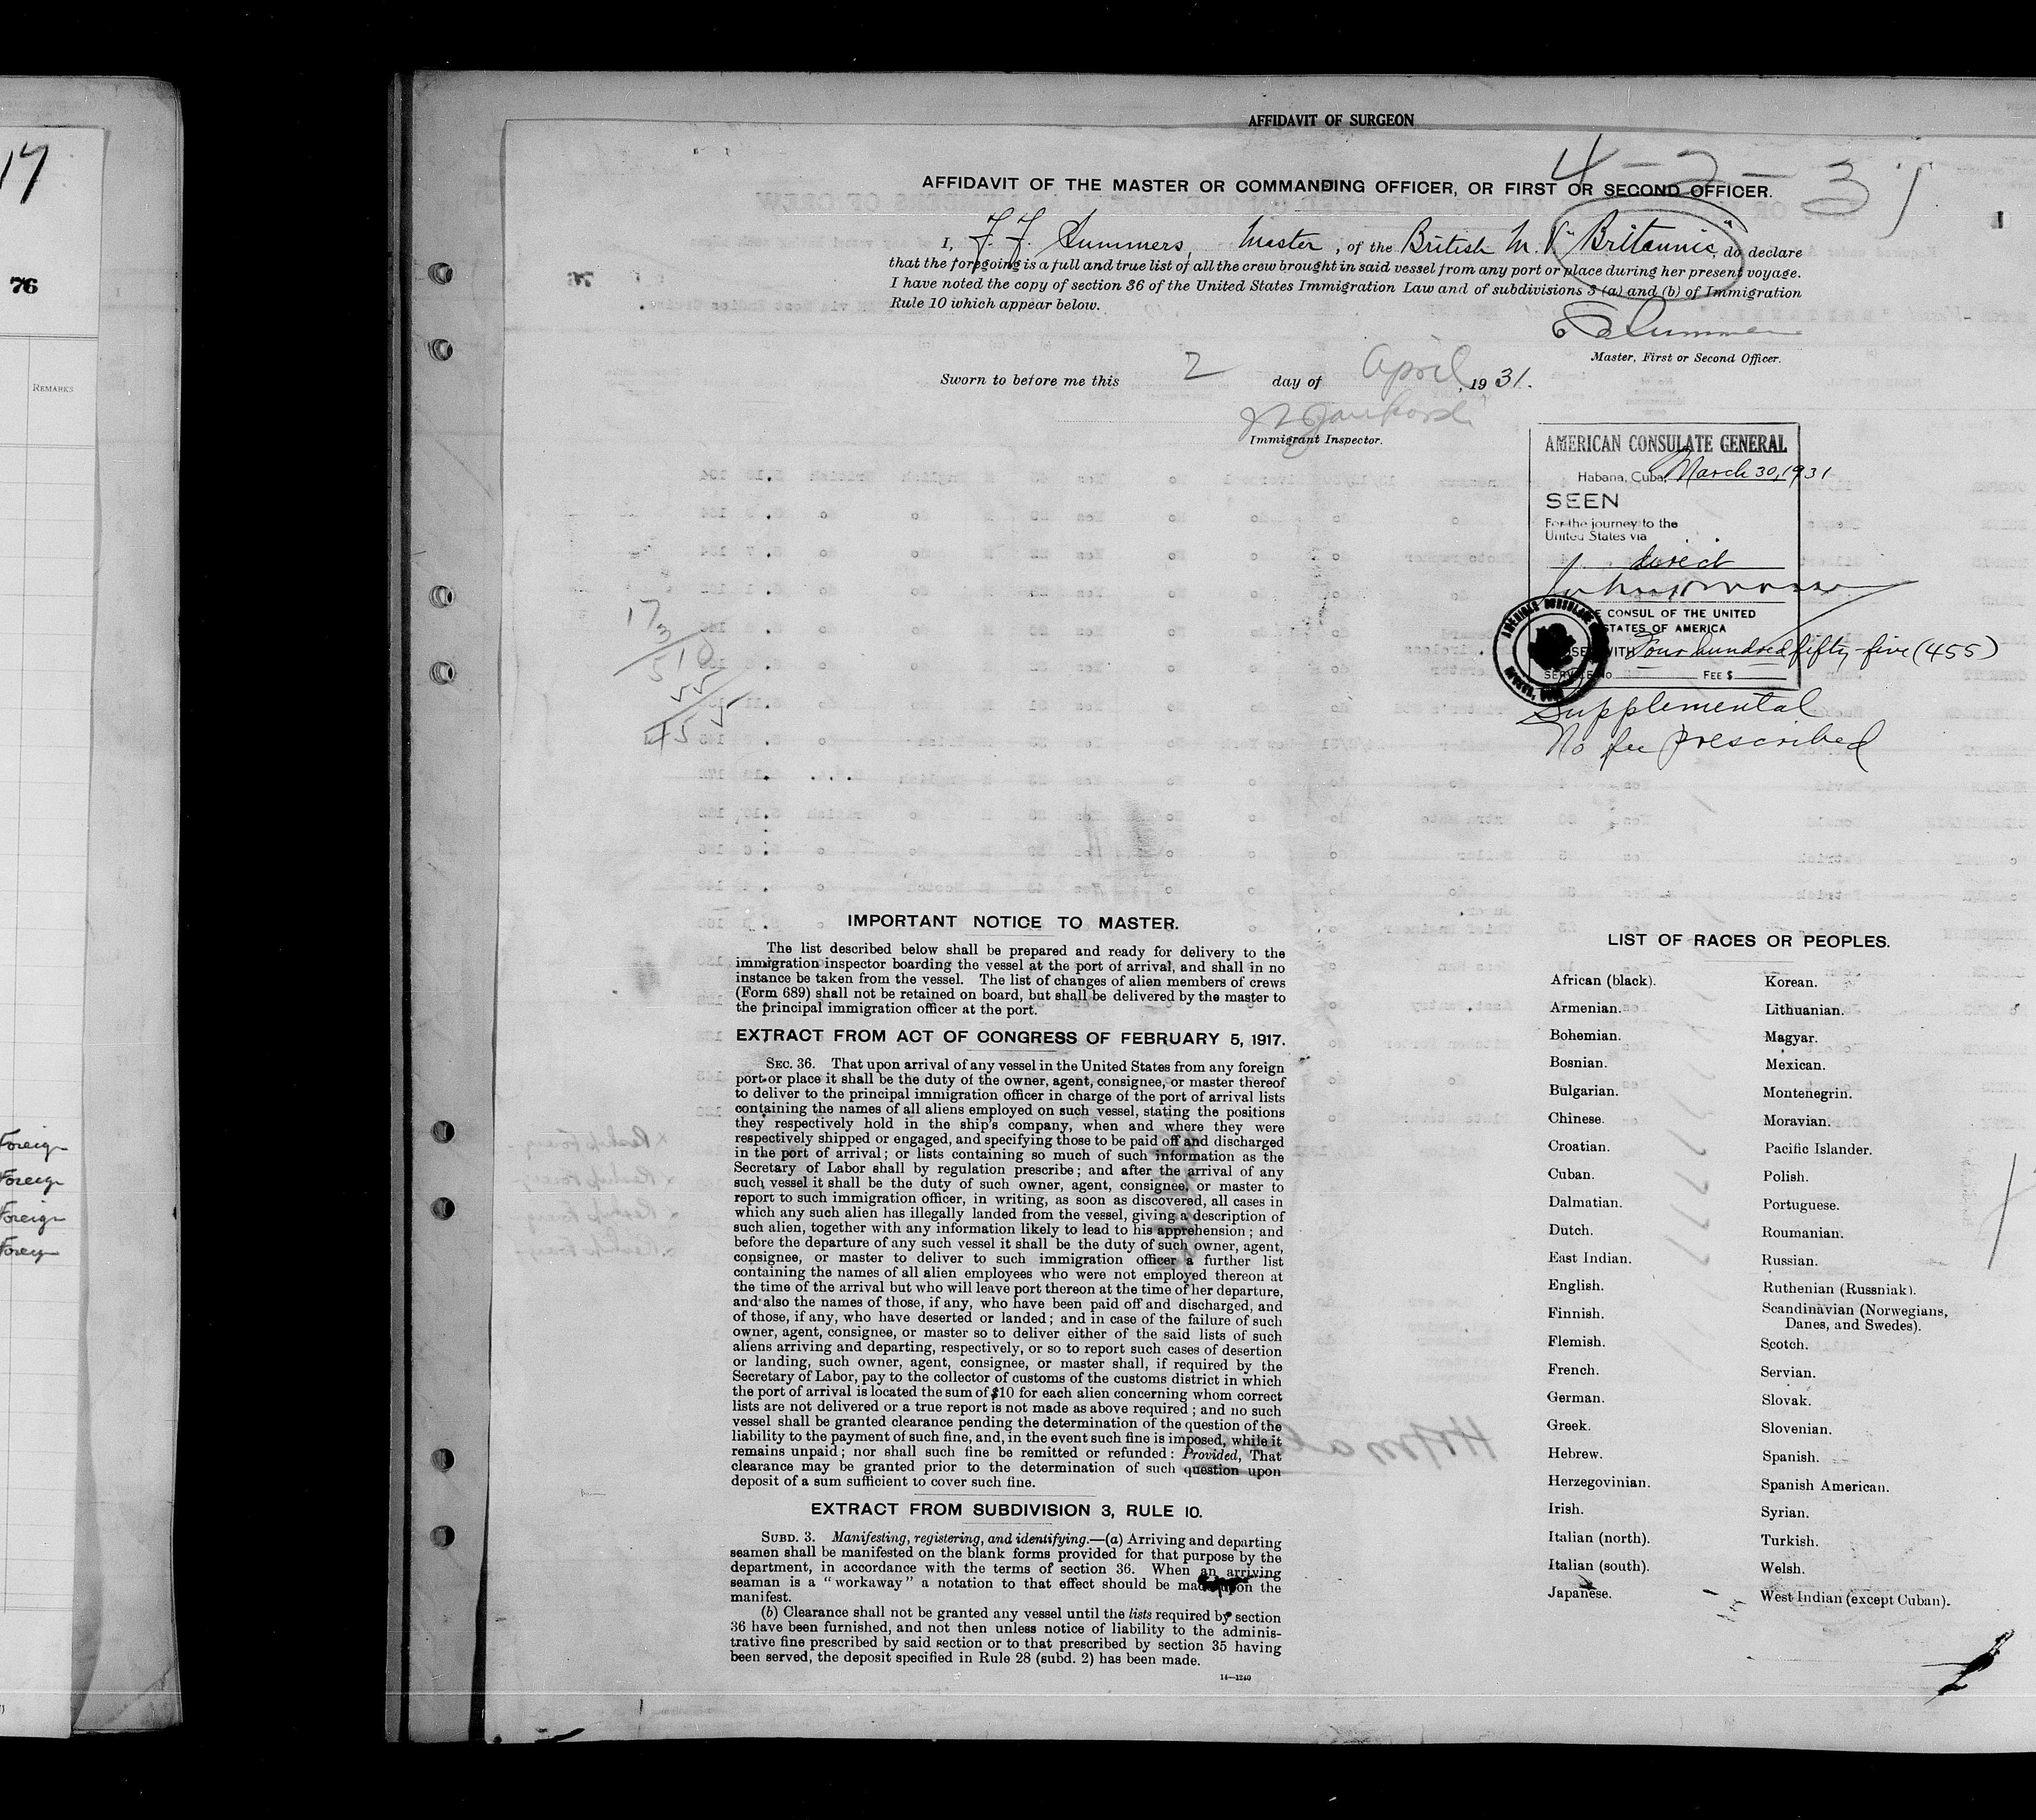 17
76
REMARKS
Foreign
Foreign
Foreign
Foreign
AFFIDAVIT OF SURGEON
4-2-31
AFFIDAVIT OF THE MASTER OR COMMANDING OFFICER, OR FIRST OR SECOND OFFICER.
I, F. F. Summers, Master, of the British M.V. "Britannic", do declare
that the foregoing is a full and true list of all the crew brought in said vessel from any port or place during her present voyage.
I have noted the copy of section 36 of the United States Immigration Law and of subdivisions 3 (a) and (b) of Immigration
Rule 10 which appear below.
Summers
Master, First or Second Officer.
Sworn to before me this 2 day of April, 1931.
Immigrant Inspector.
AMERICAN CONSULATE GENERAL
Habana, Cuba, March 30, 1931
SEEN
For the journey to the
United States via
direct
E CONSUL OF THE UNITED
STATES OF AMERICA
WITH Four hundred fifty-five (455)
SERVICE No. FEE $
Supplemental
No fee prescribed
17
3/
510
55
455
IMPORTANT NOTICE TO MASTER.
The list described below shall be prepared and ready for delivery to the
immigration inspector boarding the vessel at the port of arrival, and shall in no
instance be taken from the vessel. The list of changes of alien members of crews
(Form 689) shall not be retained on board, but shall be delivered by the master to
the principal immigration officer at the port.
EXTRACT FROM ACT OF CONGRESS OF FEBRUARY 5, 1917.
SEC. 36. That upon arrival of any vessel in the United States from any foreign
port or place it shall be the duty of the owner, agent, consignee, or master thereof
to deliver to the principal immigration officer in charge of the port of arrival lists
containing the names of all aliens employed on such vessel, stating the positions
they respectively hold in the ship's company, when and where they were
respectively shipped or engaged, and specifying those to be paid off and discharged
in the port of arrival; or lists containing so much of such information as the
Secretary of Labor shall by regulation prescribe; and after the arrival of any
such vessel it shall be the duty of such owner, agent, consignee, or master to
report to such immigration officer, in writing, as soon as discovered, all cases in
which any such alien has illegally landed from the vessel, giving a description of
such alien, together with any information likely to lead to his apprehension; and
before the departure of any such vessel it shall be the duty of such owner, agent,
consignee, or master to deliver to such immigration officer a further list
containing the names of all alien employees who were not employed thereon at
the time of the arrival but who will leave port thereon at the time of her departure,
and also the names of those, if any, who have been paid off and discharged, and
of those, if any, who have deserted or landed; and in case of the failure of such
owner, agent, consignee, or master so to deliver either of the said lists of such
aliens arriving and departing, respectively, or so to report such cases of desertion
or landing, such owner, agent, consignee, or master shall, if required by the
Secretary of Labor, pay to the collector of customs of the customs district in which
the port of arrival is located the sum of $10 for each alien concerning whom correct
lists are not delivered or a true report is not made as above required; and no such
vessel shall be granted clearance pending the determination of the question of the
liability to the payment of such fine, and, in the event such fine is imposed, while it
remains unpaid; nor shall such fine be remitted or refunded: Provided, That
clearance may be granted prior to the determination of such question upon
deposit of a sum sufficient to cover such fine.
EXTRACT FROM SUBDIVISION 3, RULE 10.
SUBD. 3. Manifesting, registering, and identifying.—(a) Arriving and departing
seamen shall be manifested on the blank forms provided for that purpose by the
department, in accordance with the terms of section 36. When an arriving
seaman is a "workaway" a notation to that effect should be made upon the
manifest.
(b) Clearance shall not be granted any vessel until the lists required by section
36 have been furnished, and not then unless notice of liability to the adminis-
trative fine prescribed by said section or to that prescribed by section 35 having
been served, the deposit specified in Rule 28 (subd. 2) has been made.
14—1240
LIST OF RACES OR PEOPLES.
African (black).
Armenian.
Bohemian.
Bosnian.
Bulgarian.
Chinese.
Croatian.
Cuban.
Dalmatian.
Dutch.
East Indian.
English.
Finnish.
Flemish.
French.
German.
Greek.
Hebrew.
Herzegovinian.
Irish.
Italian (north).
Italian (south).
Japanese.
Korean.
Lithuanian.
Magyar.
Mexican.
Montenegrin.
Moravian.
Pacific Islander.
Polish.
Portuguese.
Roumanian.
Russian.
Ruthenian (Russniak).
Scandinavian (Norwegians,
Danes, and Swedes).
Scotch.
Servian.
Slovak.
Slovenian.
Spanish.
Spanish American.
Syrian.
Turkish.
Welsh.
West Indian (except Cuban).